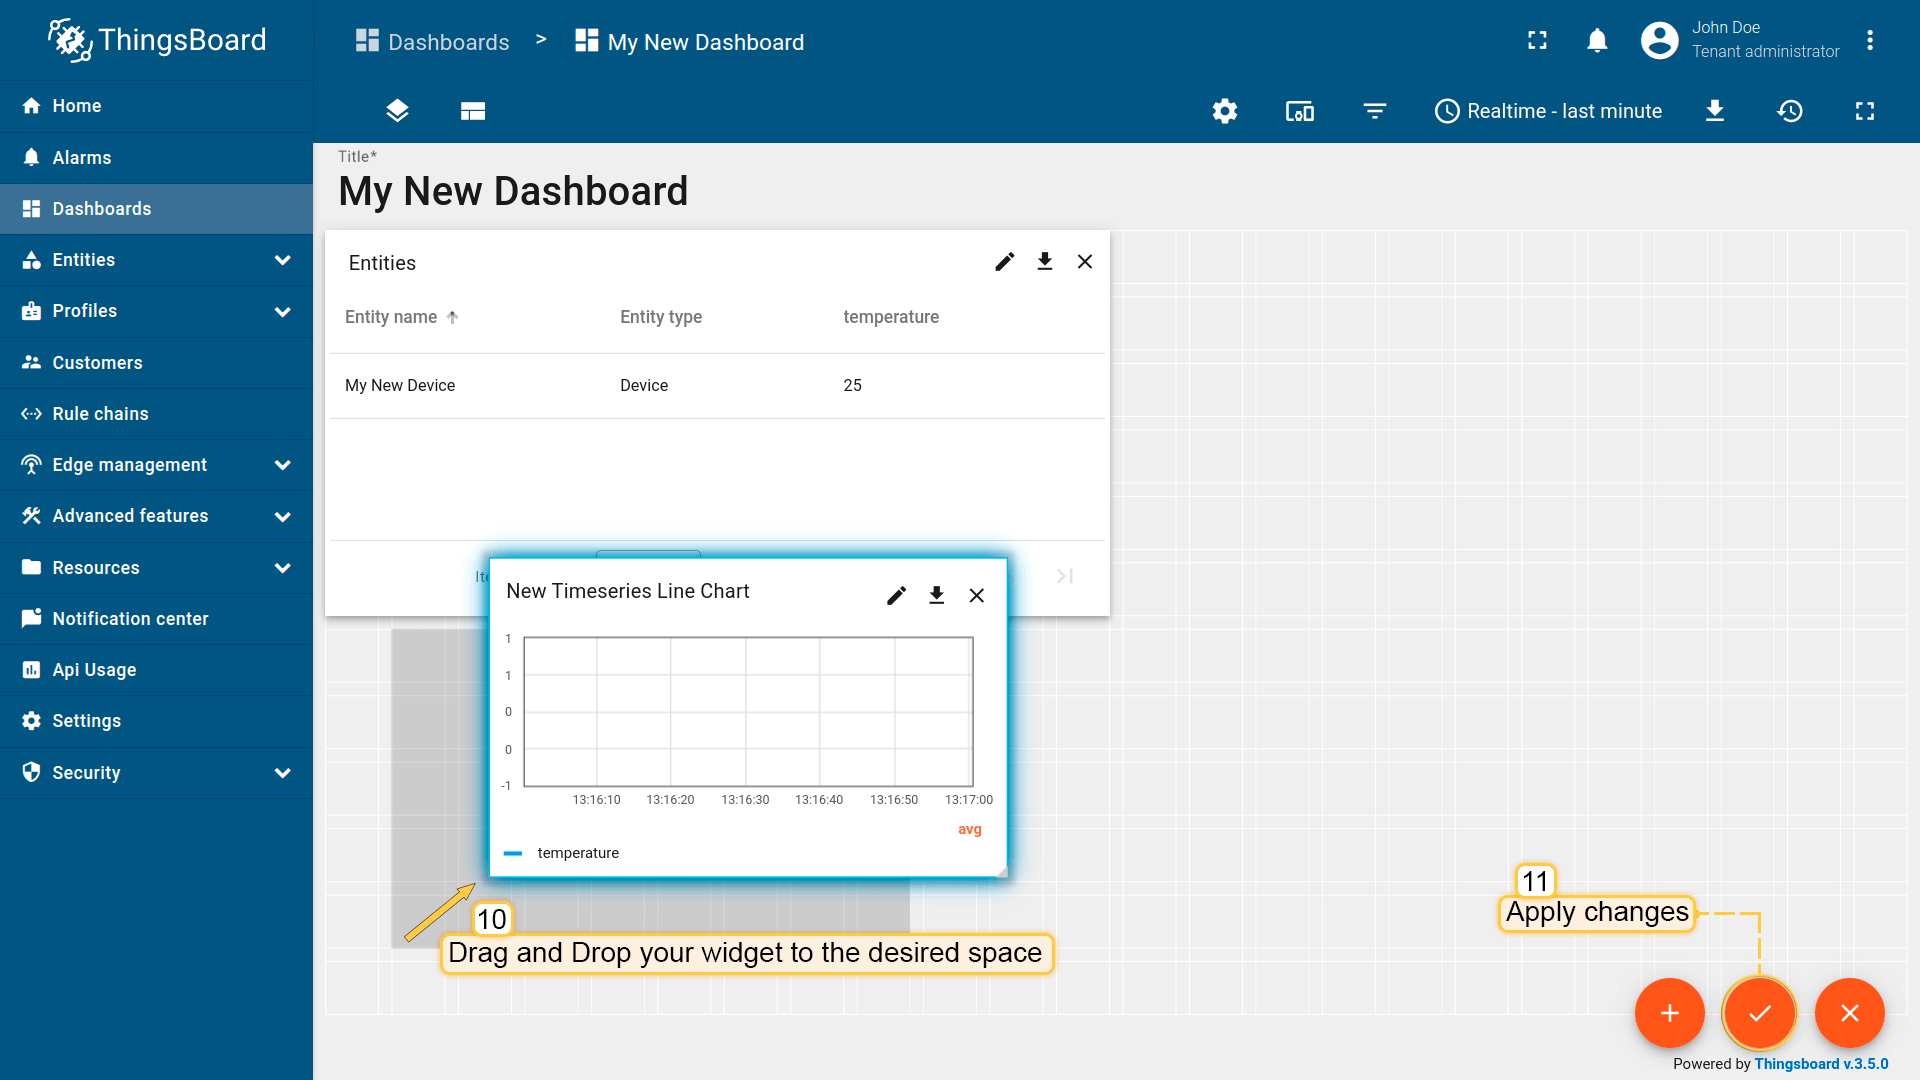 ThingsBoard
Dashboards > My New Dashboard
John Doe
Tenant administrator
Realtime - last minute
Home
Alarms
Dashboards
Entities
Profiles
Customers
Rule chains
Edge management
Advanced features
Resources
Notification center
Api Usage
Settings
Security
Title*
My New Dashboard
Entities
Entity name Entity type temperature
My New Device Device 25
New Timeseries Line Chart
1
1
0
0
-1
13:16:10 13:16:20 13:16:30 13:16:40 13:16:50 13:17:00
avg
temperature
10
Drag and Drop your widget to the desired space
11
Apply changes
Powered by Thingsboard v.3.5.0